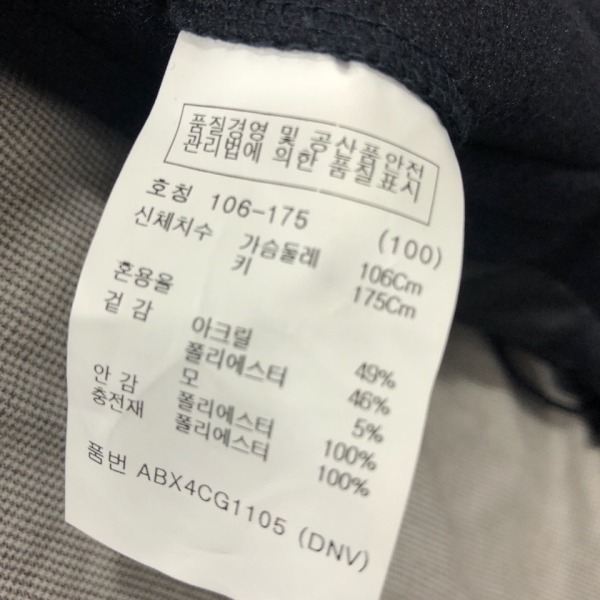 품질경영 및 공산품안전
관리법에 의한 품질표시
호칭 106-175 (100)
신체치수 가슴둘레 106Cm
키 175Cm
혼용율
겉감
아크릴 49%
폴리에스터 46%
모 5%
안감 폴리에스터 100%
충전재 폴리에스터 100%
품번 ABX4CG1105 (DNV)